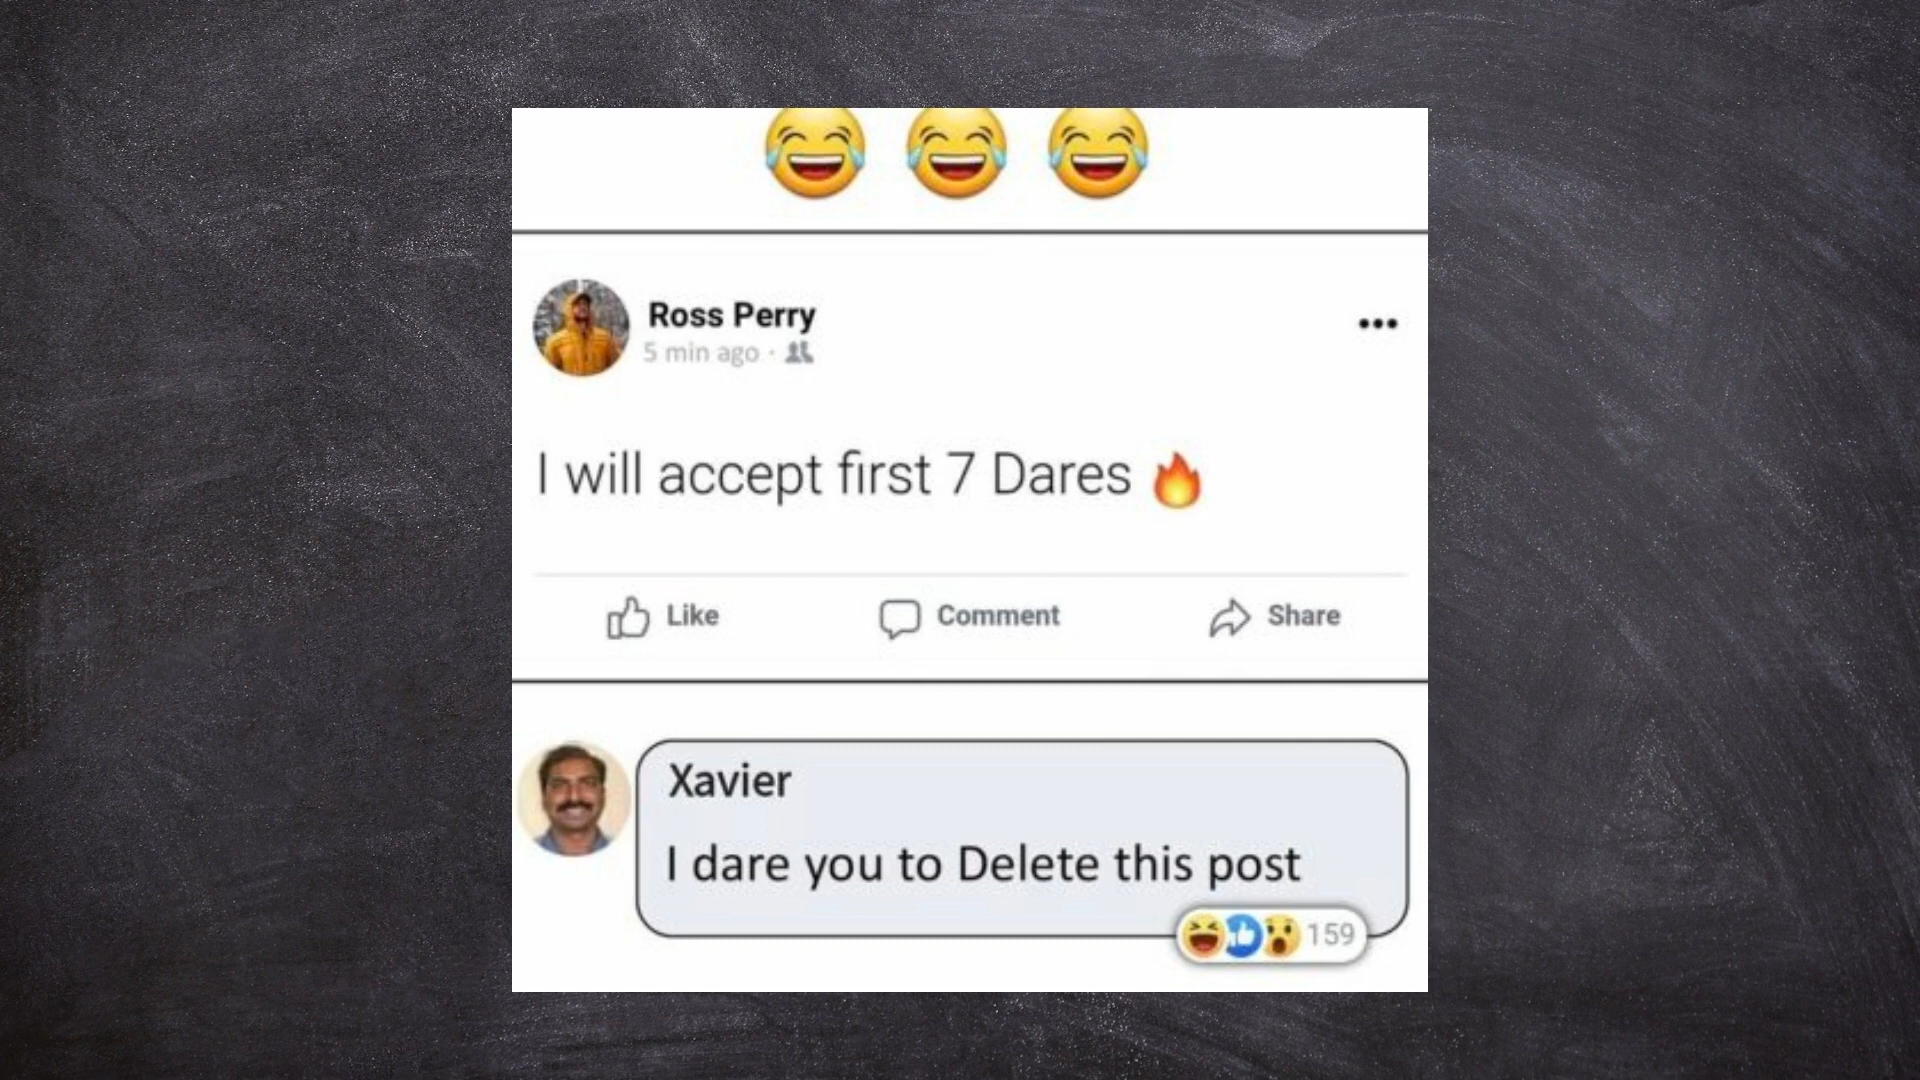 😂 😂 😂
Ross Perry
5 min ago ·
I will accept first 7 Dares 🔥
Like Comment Share
Xavier
I dare you to Delete this post
159